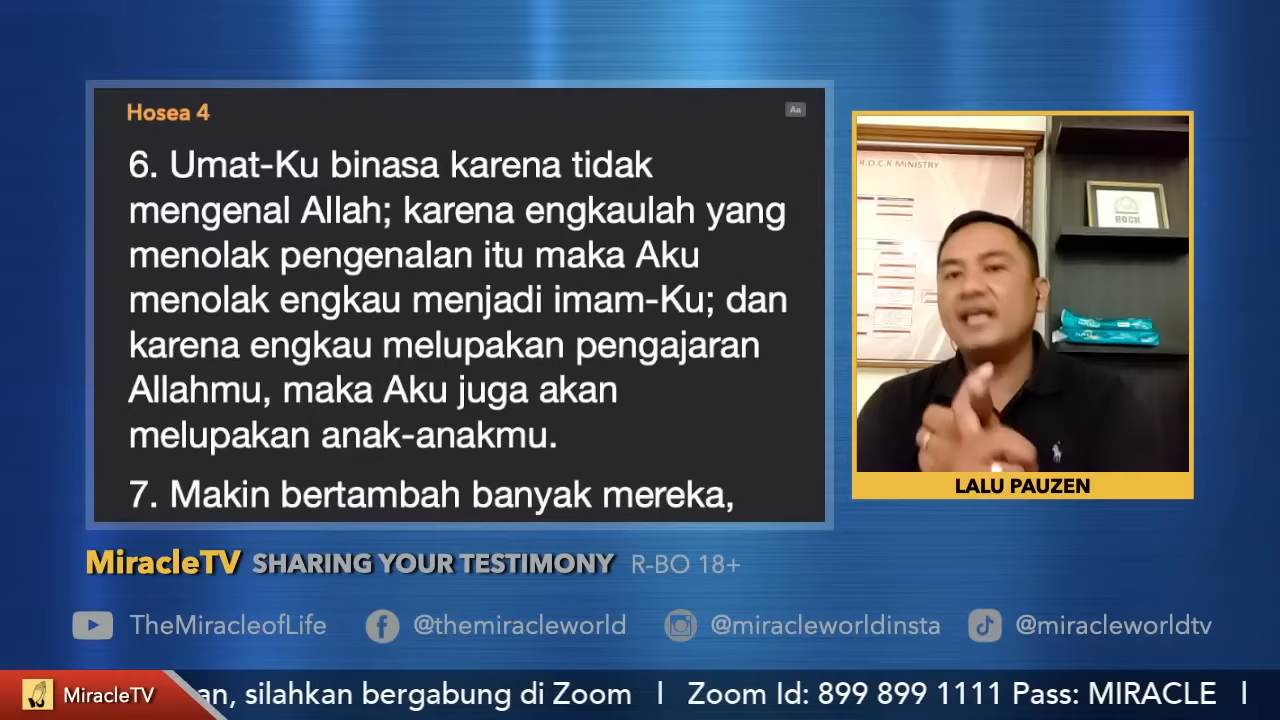 Hosea 4
Aa
6. Umat-Ku binasa karena tidak
mengenal Allah; karena engkaulah yang
menolak pengenalan itu maka Aku
menolak engkau menjadi imam-Ku; dan
karena engkau melupakan pengajaran
Allahmu, maka Aku juga akan
melupakan anak-anakmu.
7. Makin bertambah banyak mereka,
R.O.C.K MINISTRY
ROCK
LALU PAUZEN
MiracleTV SHARING YOUR TESTIMONY R-BO 18+
TheMiracleofLife @themiracleworld @miracleworldinsta @miracleworldtv
MiracleTV an, silahkan bergabung di Zoom | Zoom Id: 899 899 1111 Pass: MIRACLE |